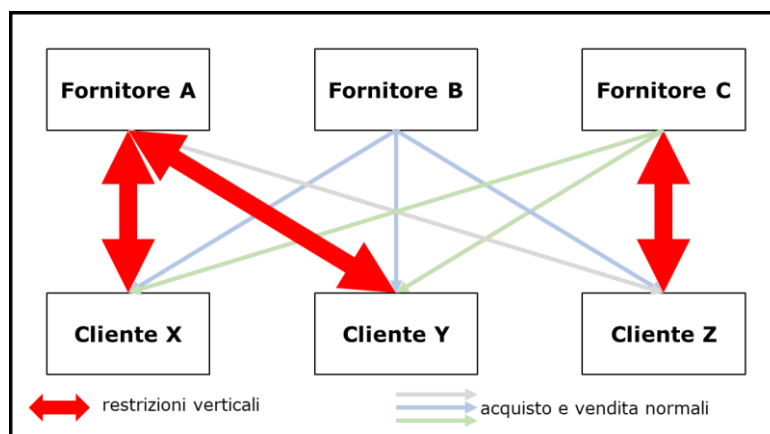 Fornitore A
Fornitore B
Fornitore C
Cliente X
Cliente Y
Cliente Z
restrizioni verticali
acquisto e vendita normali